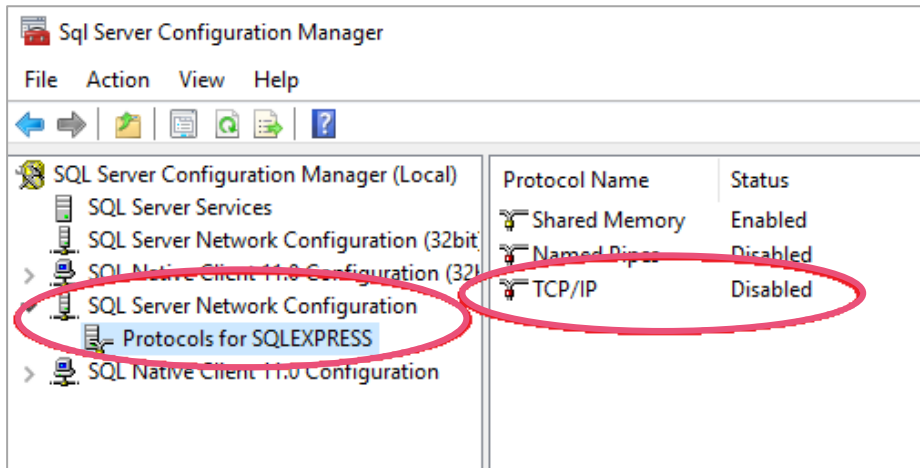 Sql Server Configuration Manager
File Action View Help
SQL Server Configuration Manager (Local)
SQL Server Services
SQL Server Network Configuration (32bit
SQL Native Client 11.0 Configuration (32
SQL Server Network Configuration
Protocols for SQLEXPRESS
SQL Native Client 11.0 Configuration
Protocol Name Status
Shared Memory Enabled
Named Pipes Disabled
TCP/IP Disabled